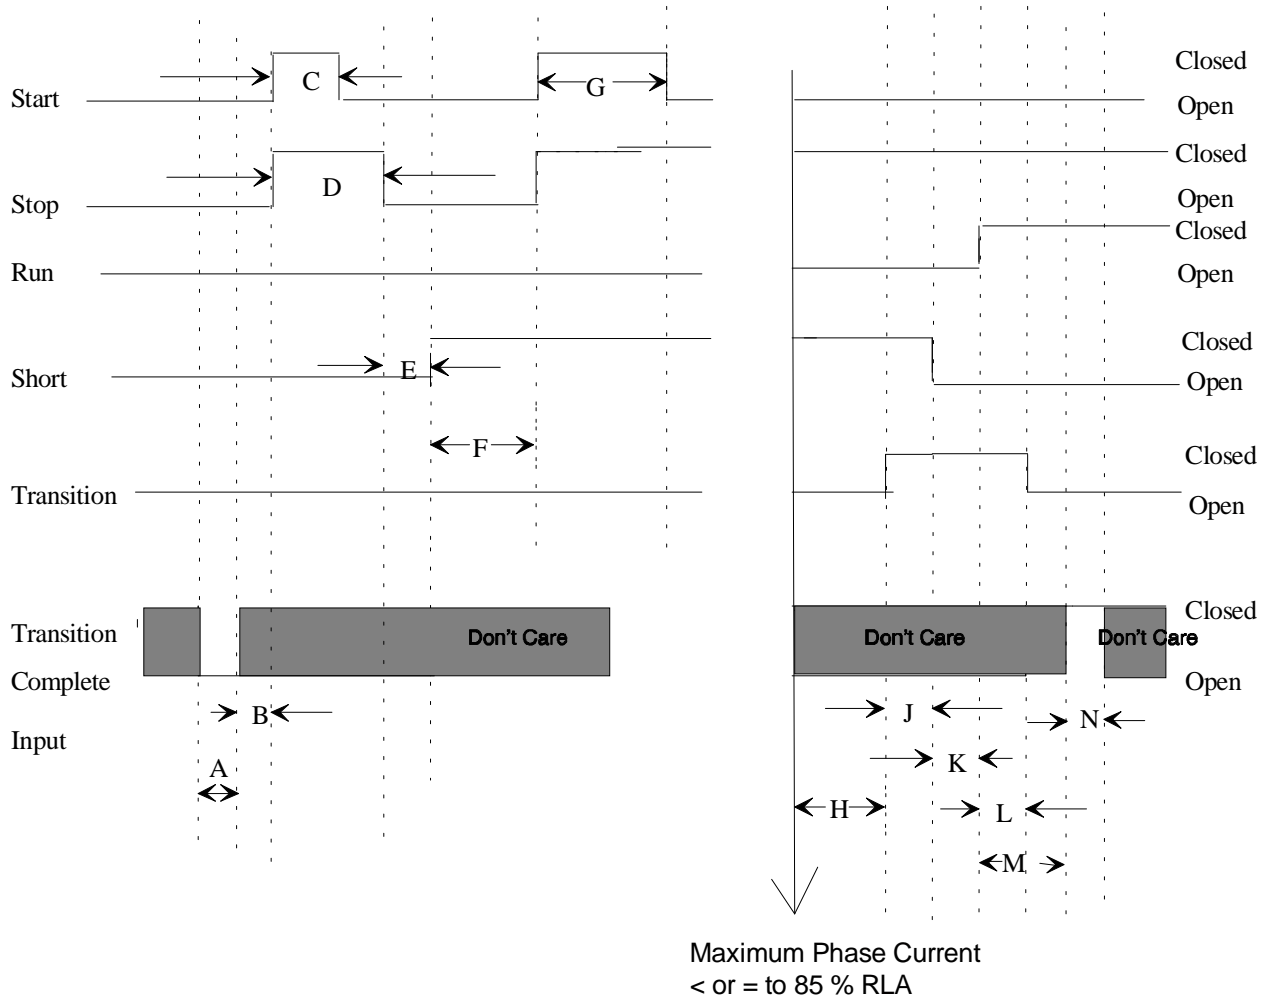 Closed
C
G
Start
Open
Closed
D
Stop
Open
Closed
Run
Open
Closed
E
Short
Open
F
Closed
Transition
Open
Closed
Transition
Don't Care
Don't Care
Don't Care
Complete
Open
B
J
N
Input
A
K
H
L
M
Maximum Phase Current
< or = to 85 % RLA